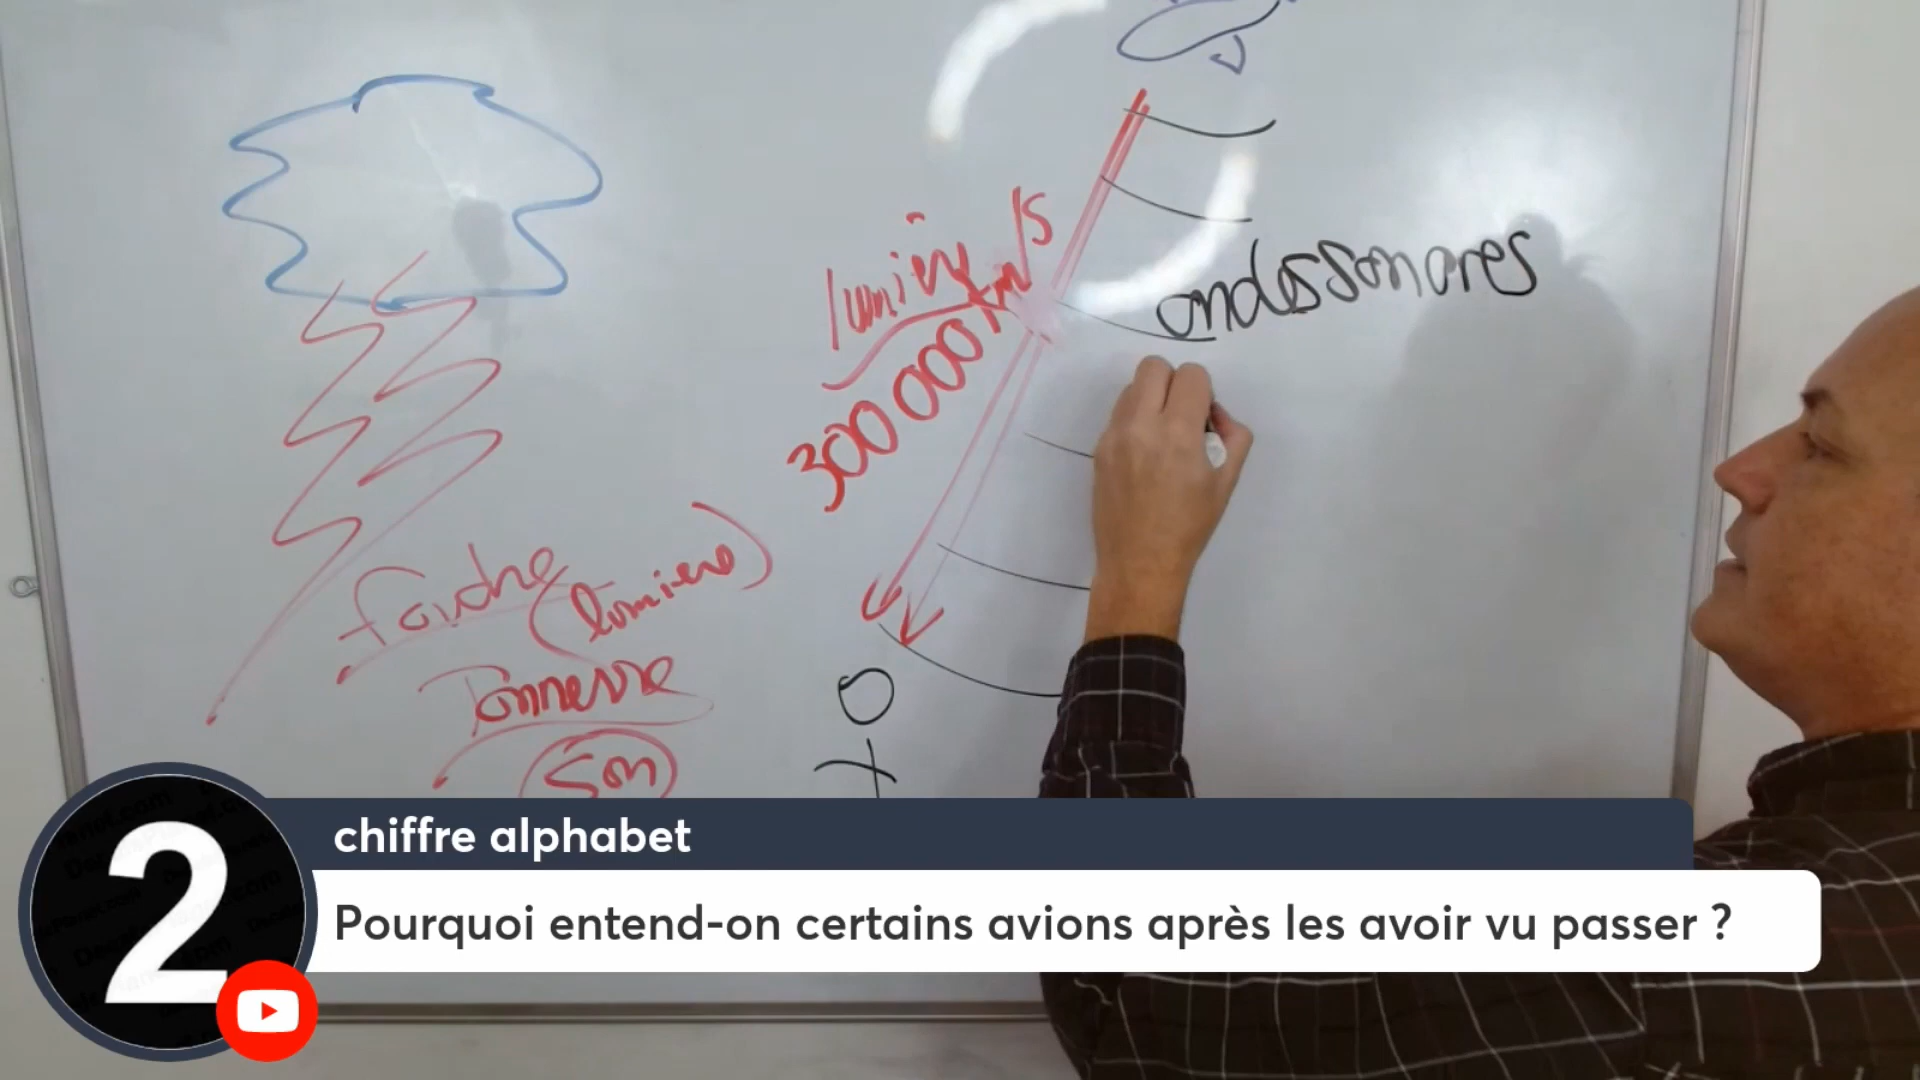 lumière
300 000 km/s
ondes sonores
foudre
(lumière)
Tonnerre
Son
2
chiffre alphabet
Pourquoi entend-on certains avions après les avoir vu passer ?